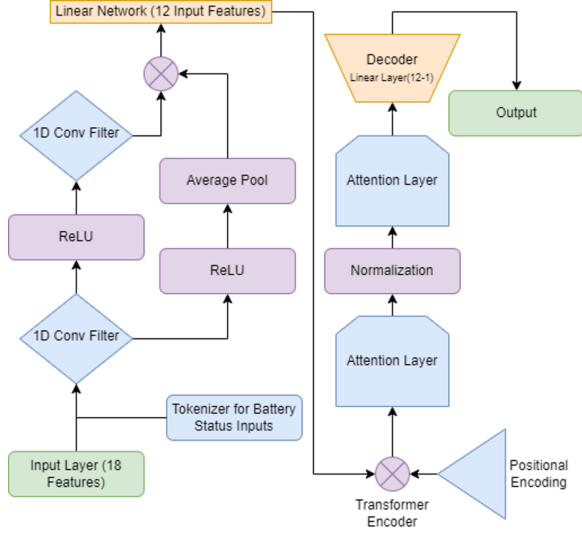 Linear Network (12 Input Features)
1D Conv Filter
Average Pool
ReLU
ReLU
1D Conv Filter
Tokenizer for Battery
Status Inputs
Input Layer (18
Features)
Decoder
Linear Layer(12-1)
Output
Attention Layer
Normalization
Attention Layer
Positional
Encoding
Transformer
Encoder